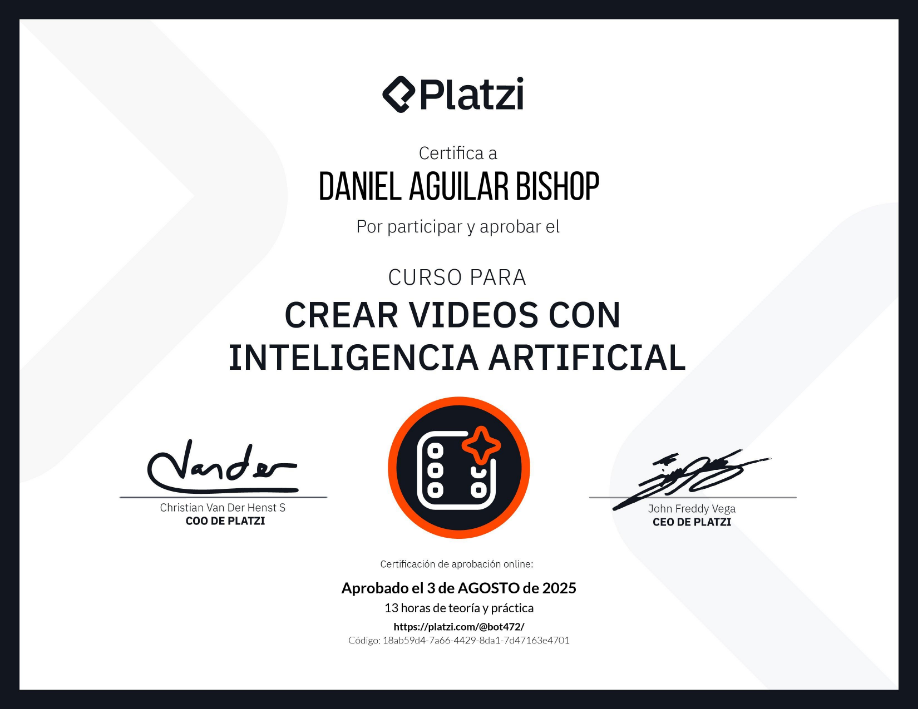 Platzi
Certifica a
DANIEL AGUILAR BISHOP
Por participar y aprobar el
CURSO PARA
CREAR VIDEOS CON
INTELIGENCIA ARTIFICIAL
Vander
Christian Van Der Henst S
COO DE PLATZI
John Freddy Vega
CEO DE PLATZI
Certificación de aprobación online:
Aprobado el 3 de AGOSTO de 2025
13 horas de teoría y práctica
https://platzi.com/@bot472/
Código: 18ab59d4-7a66-4429-8da1-7d47163e4701